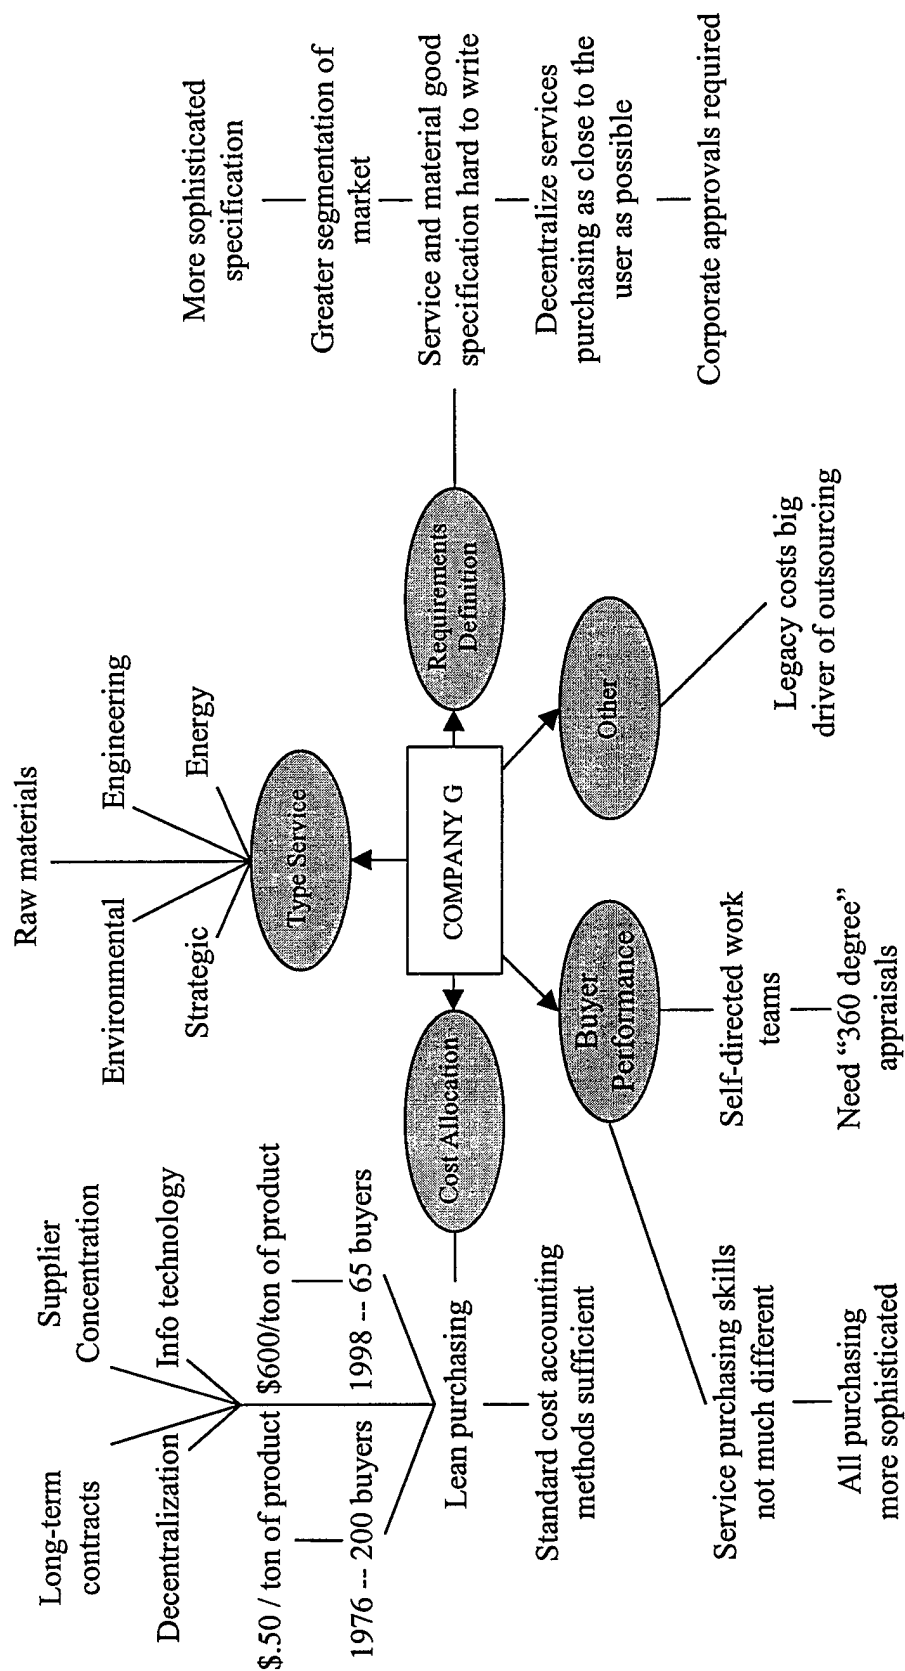 Raw materials
Environmental
Engineering
Strategic
Energy
Type Service
Long-term
contracts
Supplier
Concentration
Decentralization
Info technology
$.50 / ton of product
$600/ton of product
1976 -- 200 buyers
1998 -- 65 buyers
Lean purchasing
Cost Allocation
Standard cost accounting
methods sufficient
COMPANY G
Requirements
Definition
More sophisticated
specification
Greater segmentation of
market
Service and material good
specification hard to write
Decentralize services
purchasing as close to the
user as possible
Corporate approvals required
Buyer
Performance
Self-directed work
teams
Need “360 degree”
appraisals
Service purchasing skills
not much different
All purchasing
more sophisticated
Other
Legacy costs big
driver of outsourcing